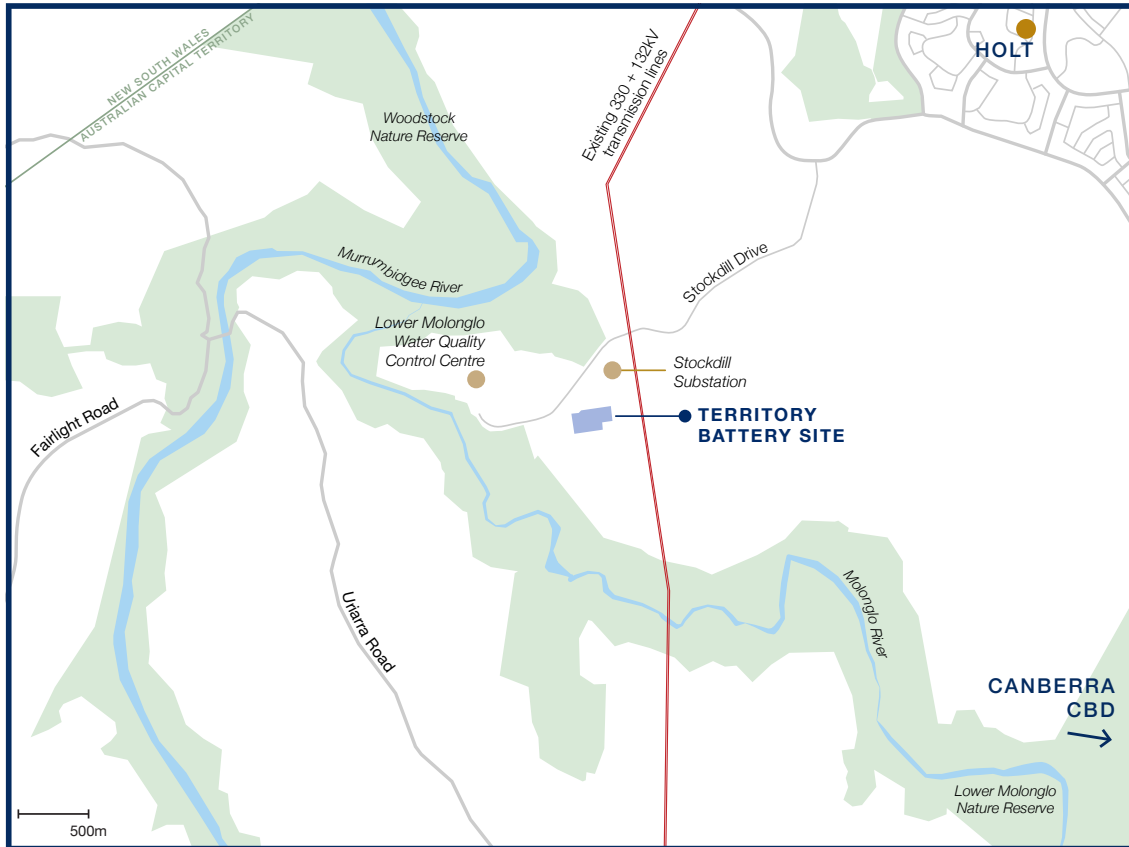 NEW SOUTH WALES
AUSTRALIAN CAPITAL TERRITORY
HOLT
Existing 330 + 132kV
transmission lines
Woodstock
Nature Reserve
Murrumbidgee River
Stockdill Drive
Lower Molonglo
Water Quality
Control Centre
Stockdill
Substation
TERRITORY
BATTERY SITE
Fairlight Road
Uriarra Road
Molonglo River
CANBERRA
CBD
Lower Molonglo
Nature Reserve
500m